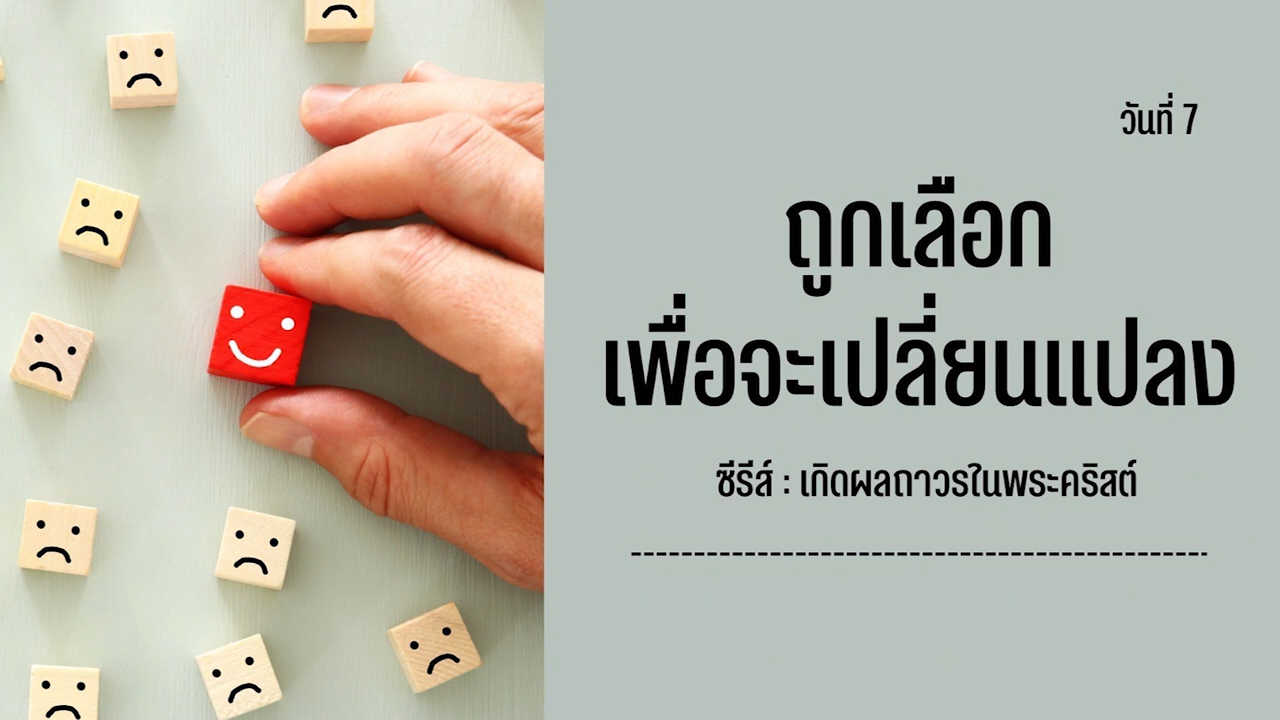 วันที่ 7
ถูกเลือก
เพื่อจะเปลี่ยนแปลง
ซีรีส์ : เกิดผลถาวรในพระคริสต์